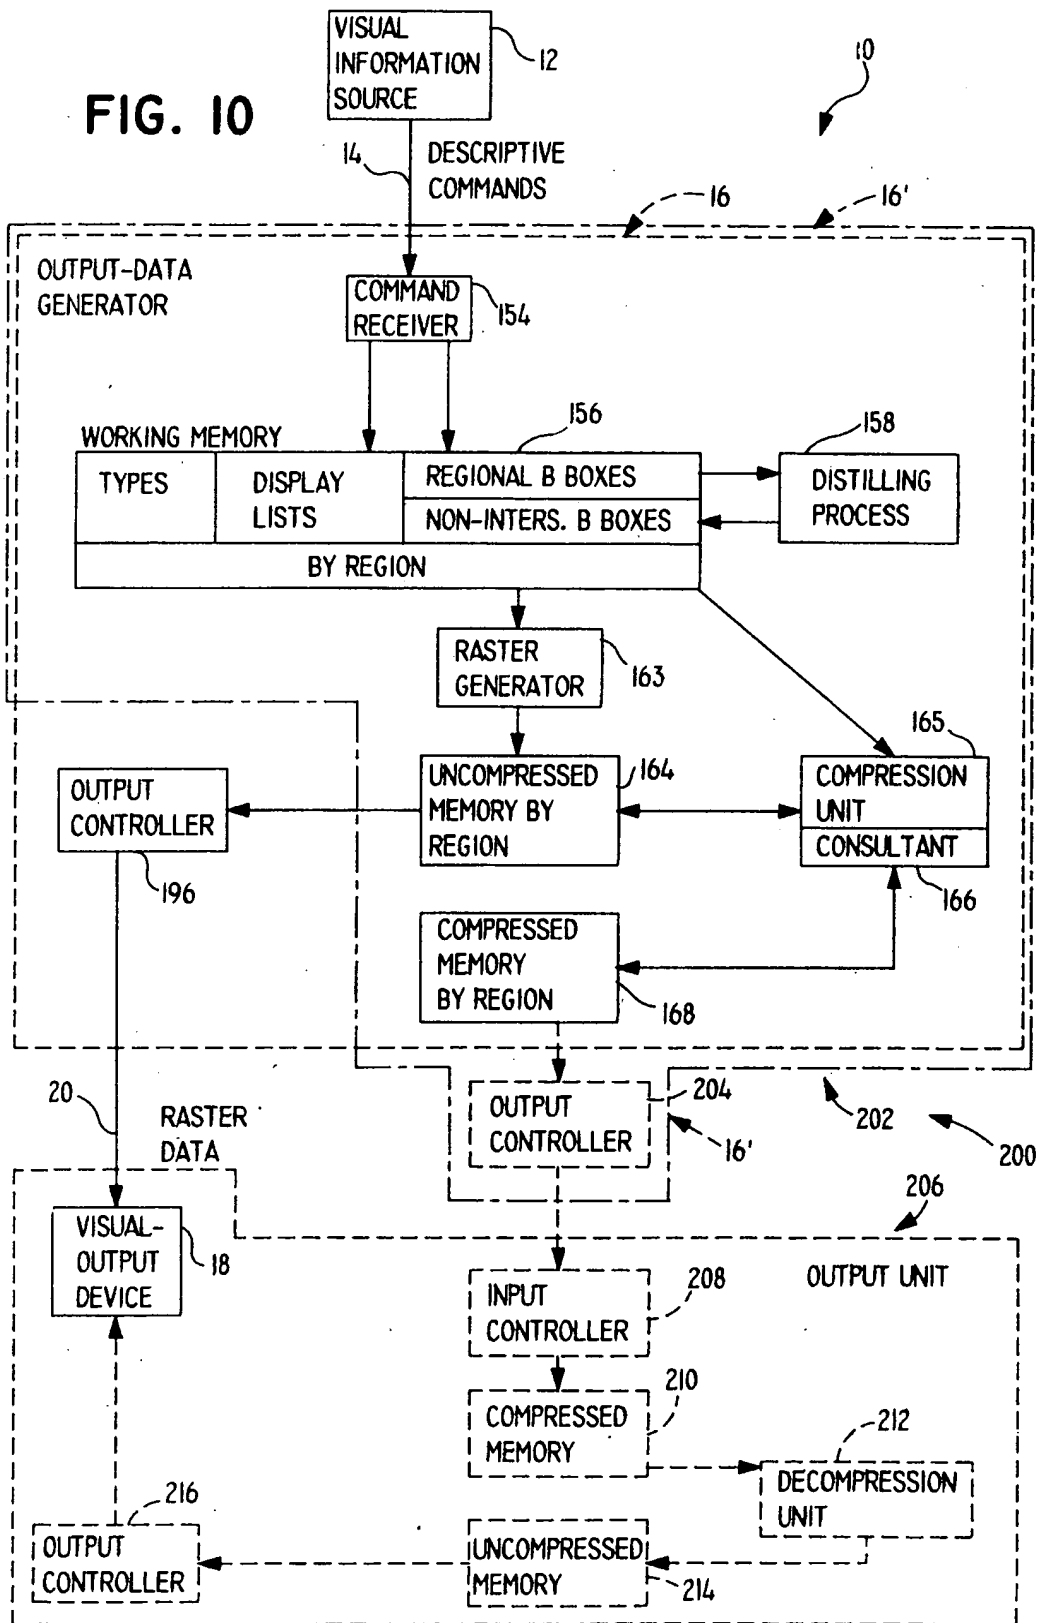 VISUAL
INFORMATION
SOURCE
12
10
FIG. 10
14
DESCRIPTIVE
COMMANDS
16
16'
OUTPUT-DATA
GENERATOR
COMMAND
RECEIVER
154
WORKING MEMORY
156
158
TYPES
DISPLAY
LISTS
REGIONAL B BOXES
NON-INTERS. B BOXES
DISTILLING
PROCESS
BY REGION
RASTER
GENERATOR
163
165
OUTPUT
CONTROLLER
196
UNCOMPRESSED
MEMORY BY
REGION
164
COMPRESSION
UNIT
CONSULTANT
166
COMPRESSED
MEMORY
BY REGION
168
20
RASTER
DATA
OUTPUT
CONTROLLER
204
16'
202
200
206
VISUAL-
OUTPUT
DEVICE
18
INPUT
CONTROLLER
208
OUTPUT UNIT
COMPRESSED
MEMORY
210
212
DECOMPRESSION
UNIT
216
OUTPUT
CONTROLLER
UNCOMPRESSED
MEMORY
214